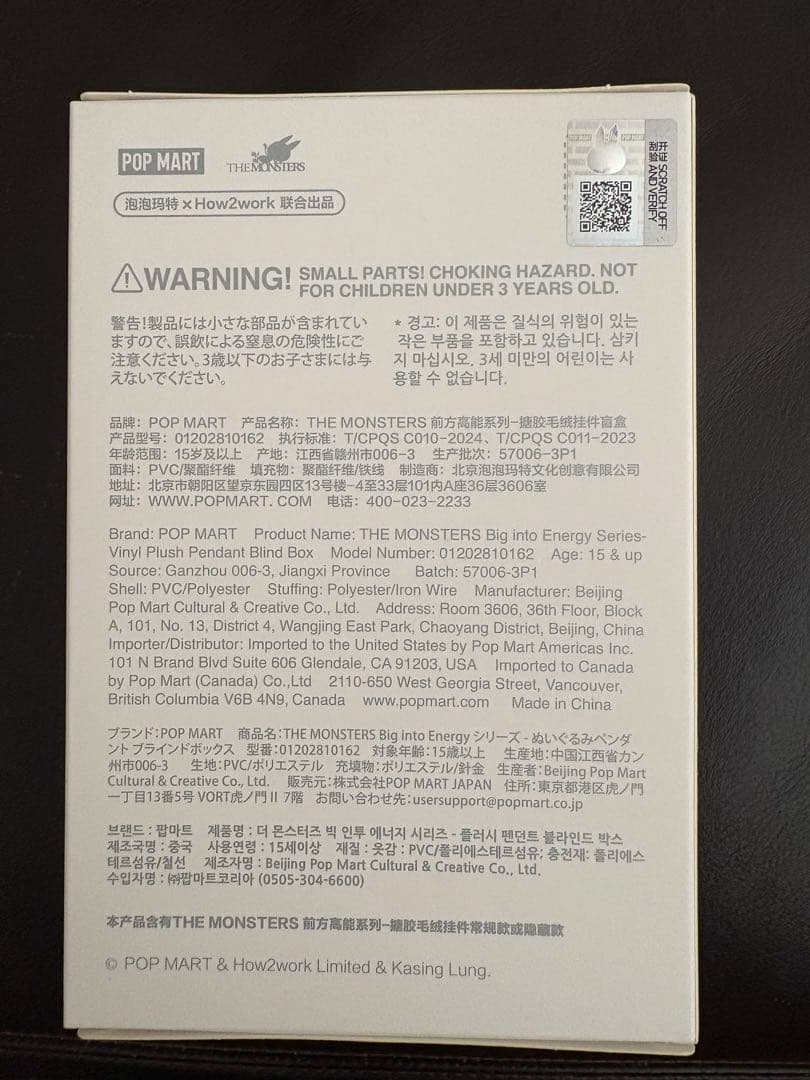 POP MART
THE MONSTERS
泡泡玛特 × How2work 联合出品
开证 SCRATCH OFF
刮验 AND VERIFY
WARNING! SMALL PARTS! CHOKING HAZARD. NOT
FOR CHILDREN UNDER 3 YEARS OLD.
警告!製品には小さな部品が含まれてい
ますので、誤飲による窒息の危険性にご
注意ください。3歳以下のお子さまには与
えないでください。
* 경고: 이 제품은 질식의 위험이 있는
작은 부품을 포함하고 있습니다. 삼키
지 마십시오. 3세 미만의 어린이는 사
용할 수 없습니다.
品牌: POP MART 产品名称: THE MONSTERS 前方高能系列-搪胶毛绒挂件盲盒
产品型号: 01202810162 执行标准: T/CPQS C010-2024、T/CPQS C011-2023
年龄范围: 15岁及以上 产地: 江西省赣州市006-3 生产批次: 57006-3P1
面料: PVC/聚酯纤维 填充物: 聚酯纤维/铁线 制造商: 北京泡泡玛特文化创意有限公司
地址: 北京市朝阳区望京东园四区13号楼-4至33层101内A座36层3606室
网址: WWW.POPMART. COM 电话: 400-023-2233
Brand: POP MART Product Name: THE MONSTERS Big into Energy Series-
Vinyl Plush Pendant Blind Box Model Number: 01202810162 Age: 15 & up
Source: Ganzhou 006-3, Jiangxi Province Batch: 57006-3P1
Shell: PVC/Polyester Stuffing: Polyester/Iron Wire Manufacturer: Beijing
Pop Mart Cultural & Creative Co., Ltd. Address: Room 3606, 36th Floor, Block
A, 101, No. 13, District 4, Wangjing East Park, Chaoyang District, Beijing, China
Importer/Distributor: Imported to the United States by Pop Mart Americas Inc.
101 N Brand Blvd Suite 606 Glendale, CA 91203, USA Imported to Canada
by Pop Mart (Canada) Co.,Ltd 2110-650 West Georgia Street, Vancouver,
British Columbia V6B 4N9, Canada www.popmart.com Made in China
ブランド:POP MART 商品名:THE MONSTERS Big into Energy シリーズ - ぬいぐるみペンダ
ント ブラインドボックス 型番:01202810162 対象年齢:15歳以上 生産地:中国江西省カン
州市006-3 生地:PVC/ポリエステル 充填物:ポリエステル/針金 生産者:Beijing Pop Mart
Cultural & Creative Co., Ltd. 販売元:株式会社POP MART JAPAN 住所:東京都港区虎ノ門
一丁目13番5号 VORT虎ノ門Ⅱ 7階 お問い合わせ先:usersupport@popmart.co.jp
브랜드 : 팝마트 제품명 : 더 몬스터즈 빅 인투 에너지 시리즈 - 플러시 펜던트 블라인드 박스
제조국명 : 중국 사용연령 : 15세이상 재질 : 옷감 : PVC/폴리에스테르섬유; 충전재: 폴리에스
테르섬유/철선 제조자명 : Beijing Pop Mart Cultural & Creative Co., Ltd.
수입자명 : ㈜팝마트코리아 (0505-304-6600)
本产品含有THE MONSTERS 前方高能系列-搪胶毛绒挂件常规款或隐藏款
© POP MART & How2work Limited & Kasing Lung.